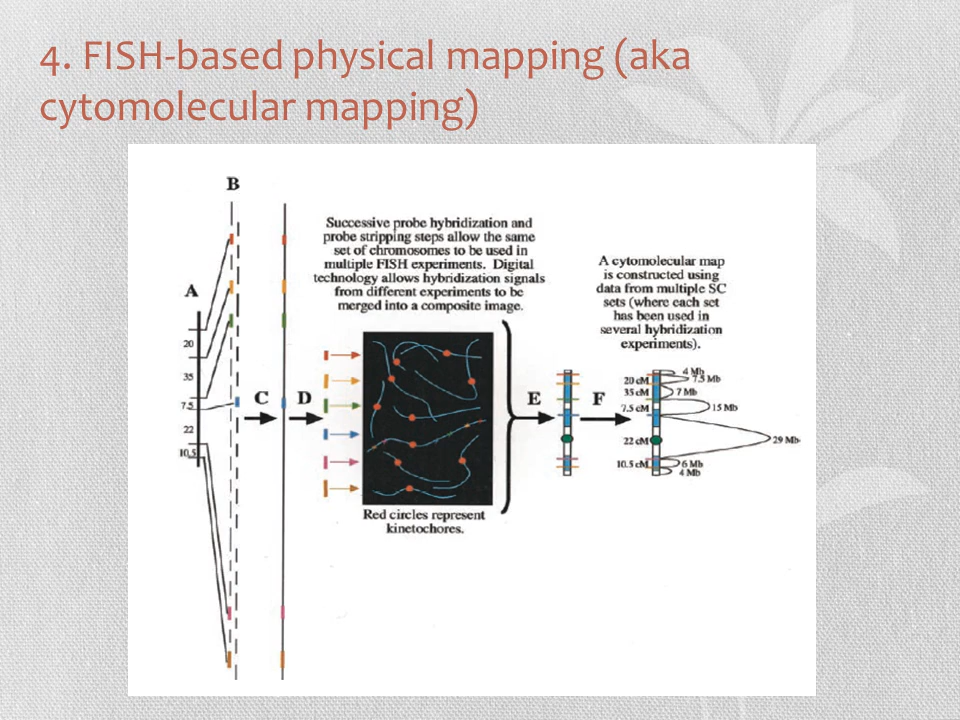 4. FISH-based physical mapping (aka
cytomolecular mapping)
B
A
20
35
7.5
22
10.5
C
D
Successive probe hybridization and
probe stripping steps allow the same
set of chromosomes to be used in
multiple FISH experiments. Digital
technology allows hybridization signals
from different experiments to be
merged into a composite image.
Red circles represent
kinetochores.
E
F
A cytomolecular map
is constructed using
data from multiple SC
sets (where each set
has been used in
several hybridization
experiments).
20 cM
35 cM
7.5 cM
22 cM
10.5 cM
4 Mb
7.5 Mb
7 Mb
15 Mb
29 Mb
6 Mb
4 Mb